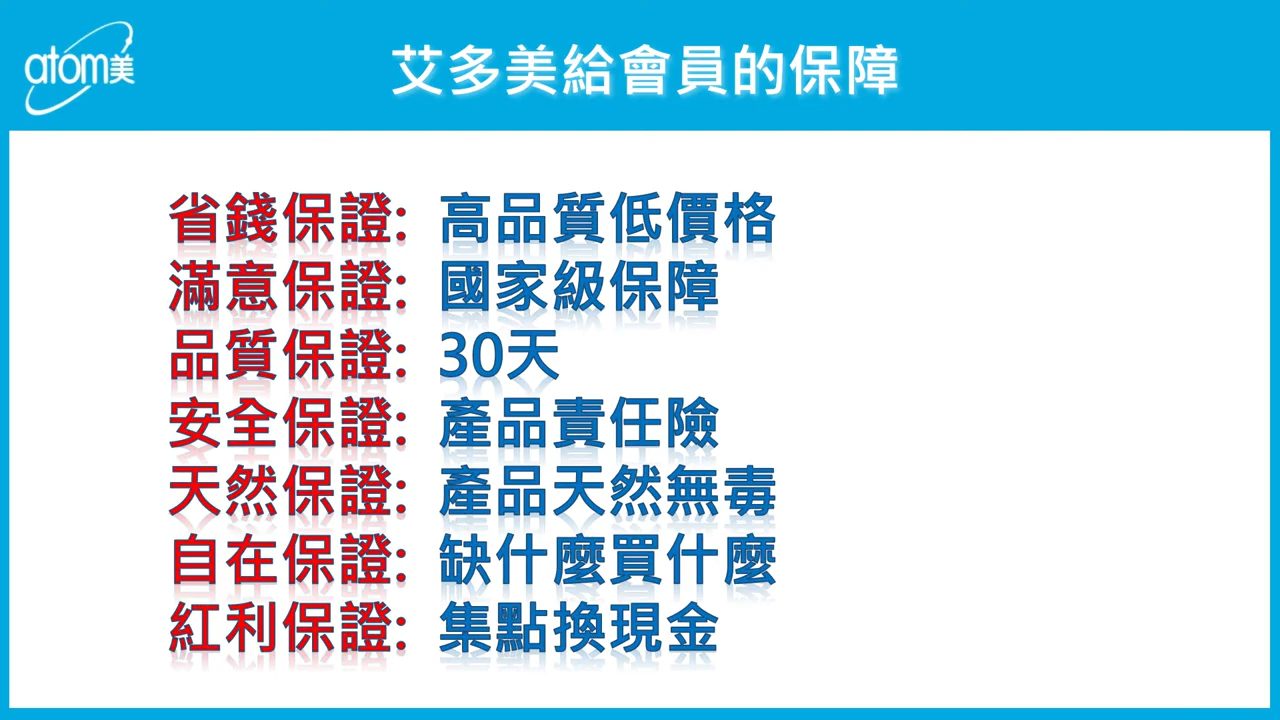 atom美
艾多美給會員的保障
省錢保證: 高品質低價格
滿意保證: 國家級保障
品質保證: 30天
安全保證: 產品責任險
天然保證: 產品天然無毒
自在保證: 缺什麼買什麼
紅利保證: 集點換現金